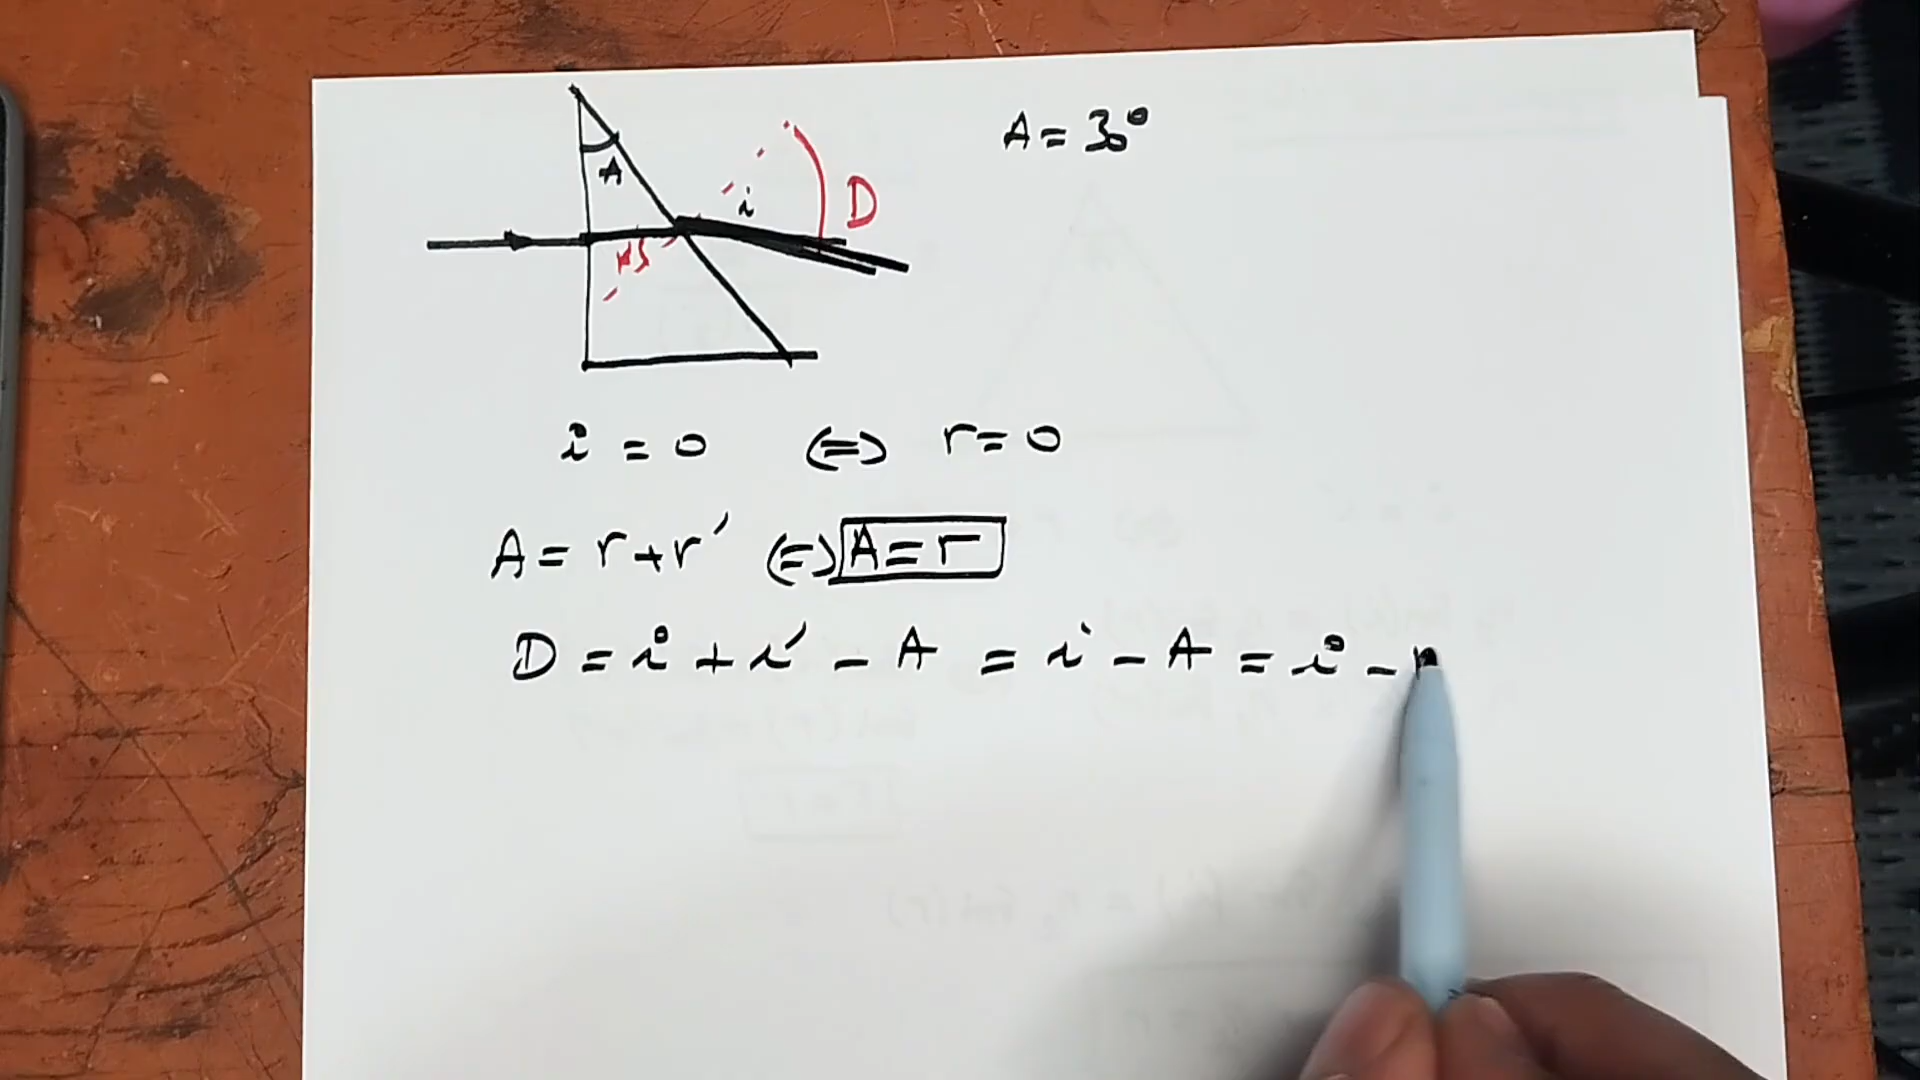 A = 30°
A
i
D
i = 0 (=) r = 0
A = r + r' (=) A = r
D = i + i' - A = i - A = i - r